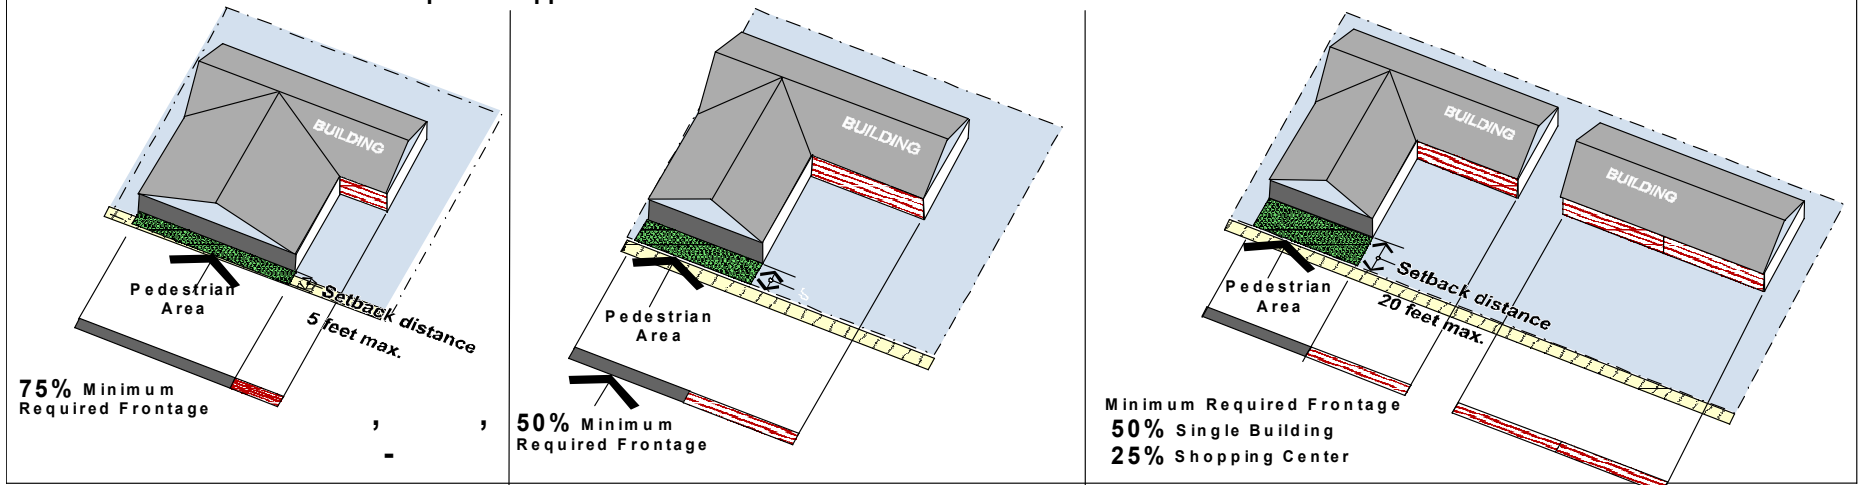 BUILDING
Pedestrian
Area
Setback distance
5 feet max.
75% Minimum
Required Frontage
, ,
-
BUILDING
Pedestrian
Area
50% Minimum
Required Frontage
BUILDING
BUILDING
Pedestrian
Area
Setback distance
20 feet max.
Minimum Required Frontage
50% Single Building
25% Shopping Center